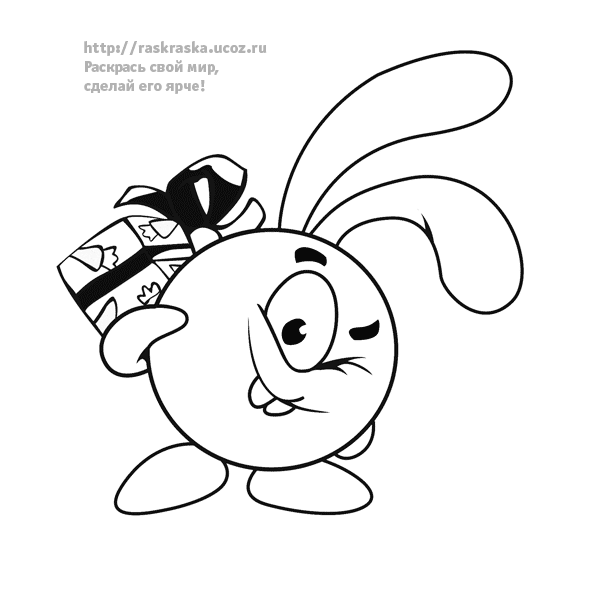 http://raskraska.ucoz.ru
Раскрась свой мир,
сделай его ярче!